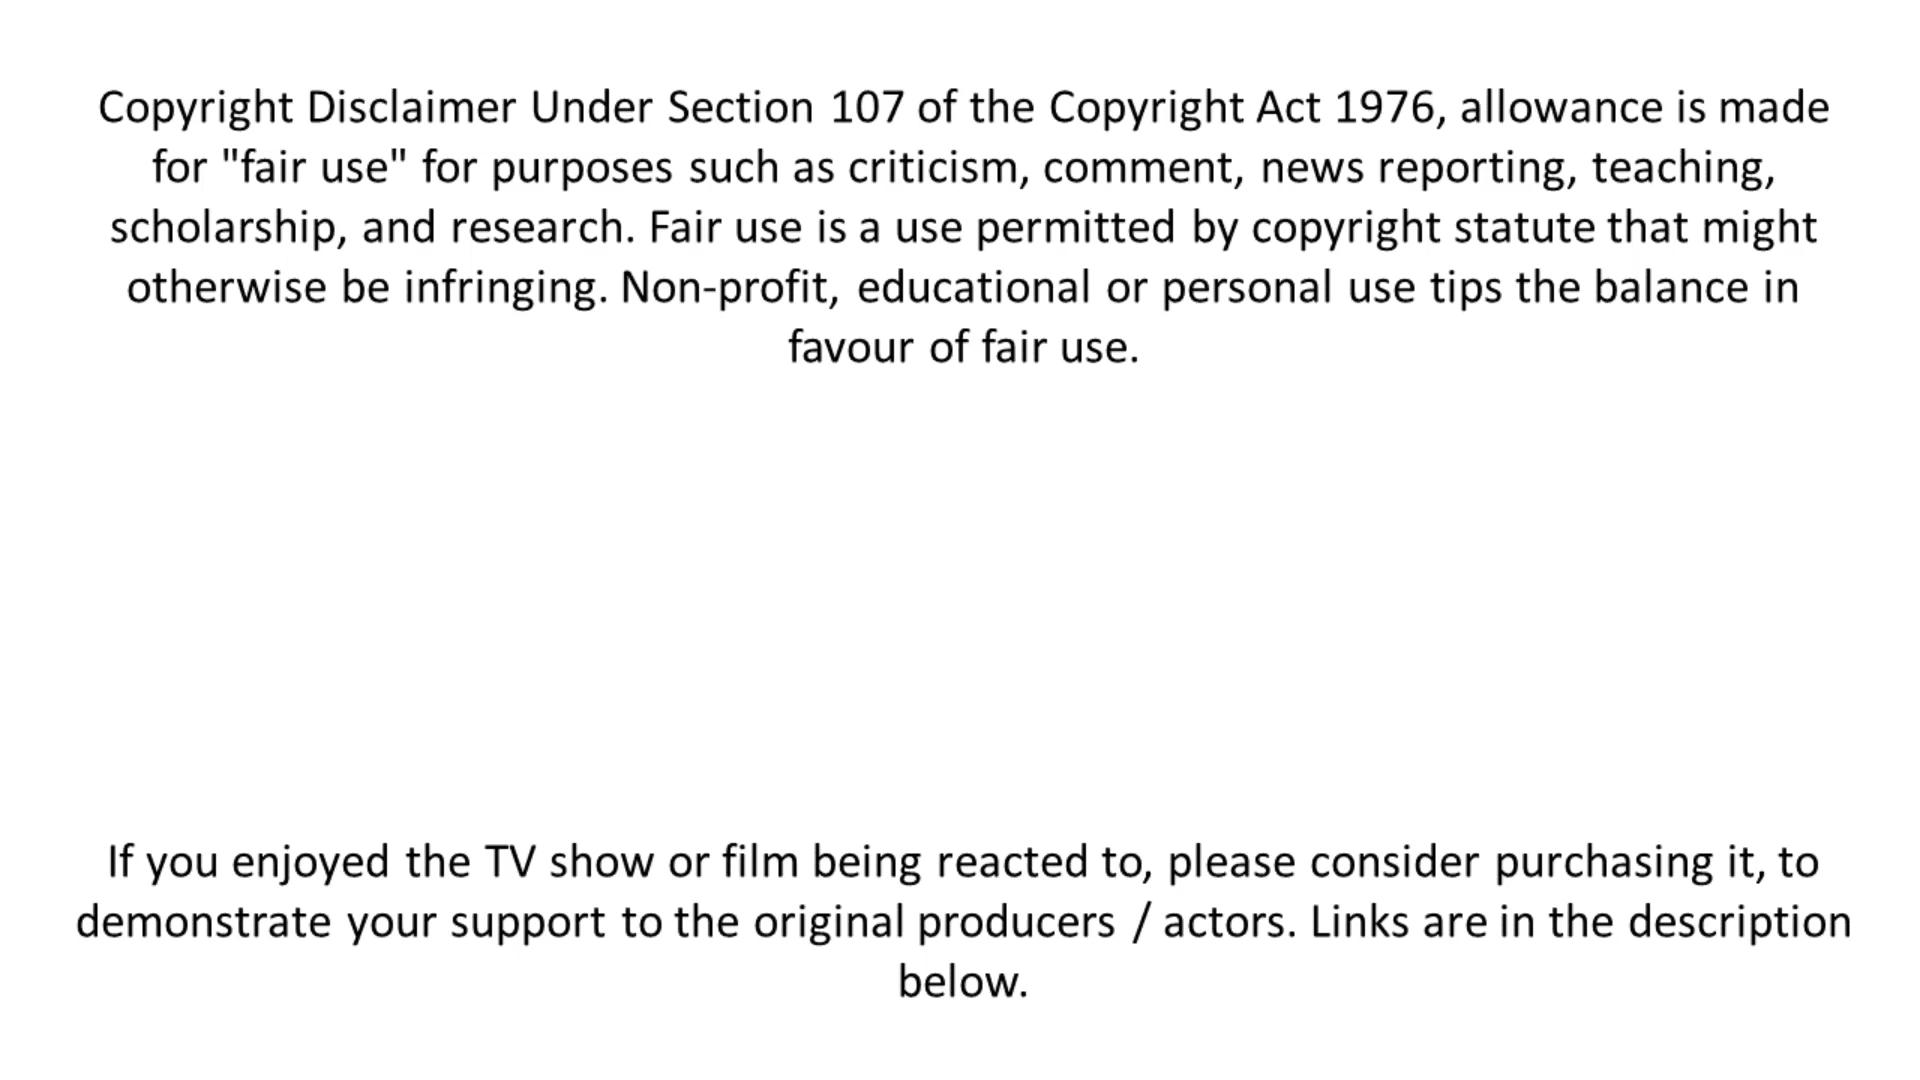 Copyright Disclaimer Under Section 107 of the Copyright Act 1976, allowance is made
for "fair use" for purposes such as criticism, comment, news reporting, teaching,
scholarship, and research. Fair use is a use permitted by copyright statute that might
otherwise be infringing. Non-profit, educational or personal use tips the balance in
favour of fair use.
If you enjoyed the TV show or film being reacted to, please consider purchasing it, to
demonstrate your support to the original producers / actors. Links are in the description
below.